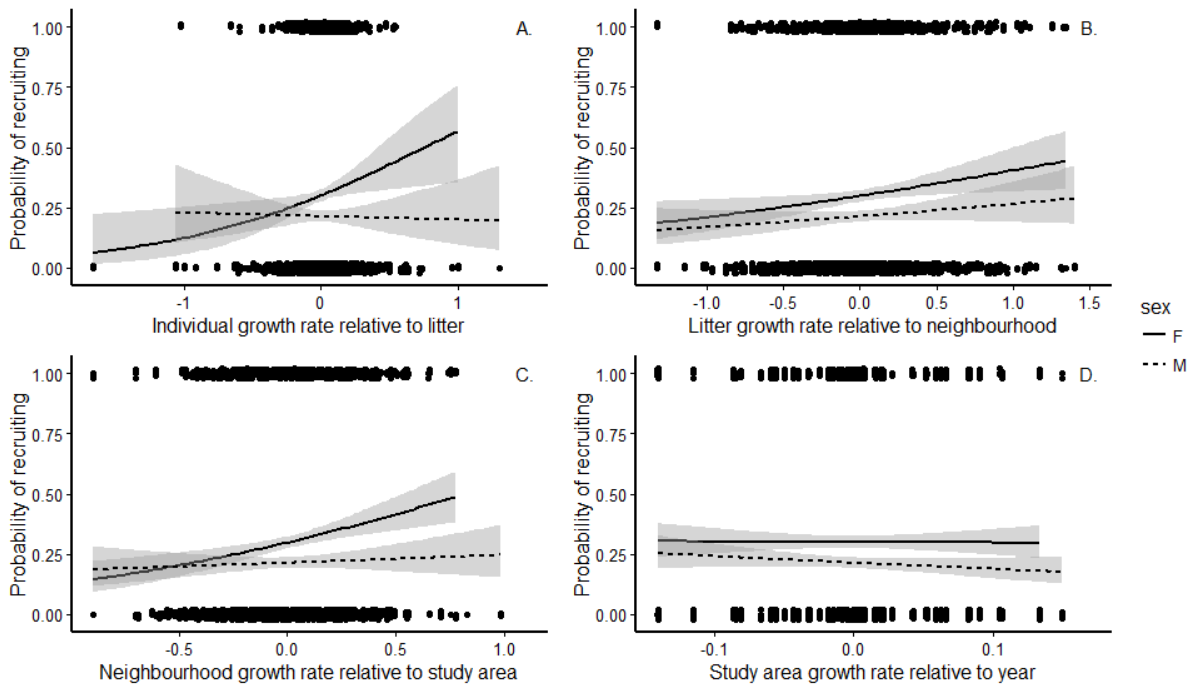 1.00
0.75
0.50
0.25
0.00
Probability of recruiting
A.
-1
0
1
Individual growth rate relative to litter
1.00
0.75
0.50
0.25
0.00
Probability of recruiting
B.
-1.0
-0.5
0.0
0.5
1.0
1.5
Litter growth rate relative to neighbourhood
sex
F
M
1.00
0.75
0.50
0.25
0.00
Probability of recruiting
C.
-0.5
0.0
0.5
1.0
Neighbourhood growth rate relative to study area
1.00
0.75
0.50
0.25
0.00
Probability of recruiting
D.
-0.1
0.0
0.1
Study area growth rate relative to year